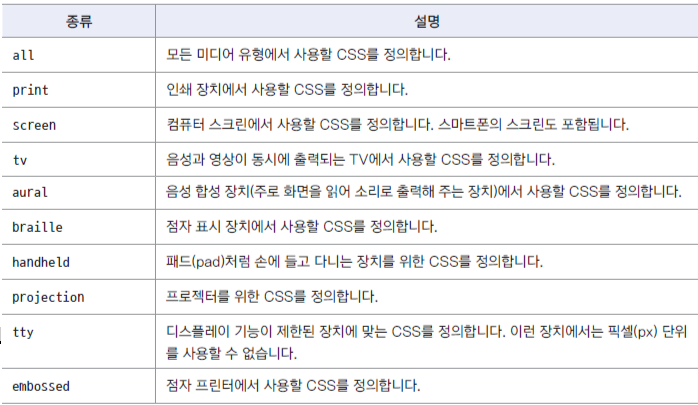 종류 설명
all 모든 미디어 유형에서 사용할 CSS를 정의합니다.
print 인쇄 장치에서 사용할 CSS를 정의합니다.
screen 컴퓨터 스크린에서 사용할 CSS를 정의합니다. 스마트폰의 스크린도 포함됩니다.
tv 음성과 영상이 동시에 출력되는 TV에서 사용할 CSS를 정의합니다.
aural 음성 합성 장치(주로 화면을 읽어 소리로 출력해 주는 장치)에서 사용할 CSS를 정의합니다.
braille 점자 표시 장치에서 사용할 CSS를 정의합니다.
handheld 패드(pad)처럼 손에 들고 다니는 장치를 위한 CSS를 정의합니다.
projection 프로젝터를 위한 CSS를 정의합니다.
tty 디스플레이 기능이 제한된 장치에 맞는 CSS를 정의합니다. 이런 장치에서는 픽셀(px) 단위
를 사용할 수 없습니다.
embossed 점자 프린터에서 사용할 CSS를 정의합니다.